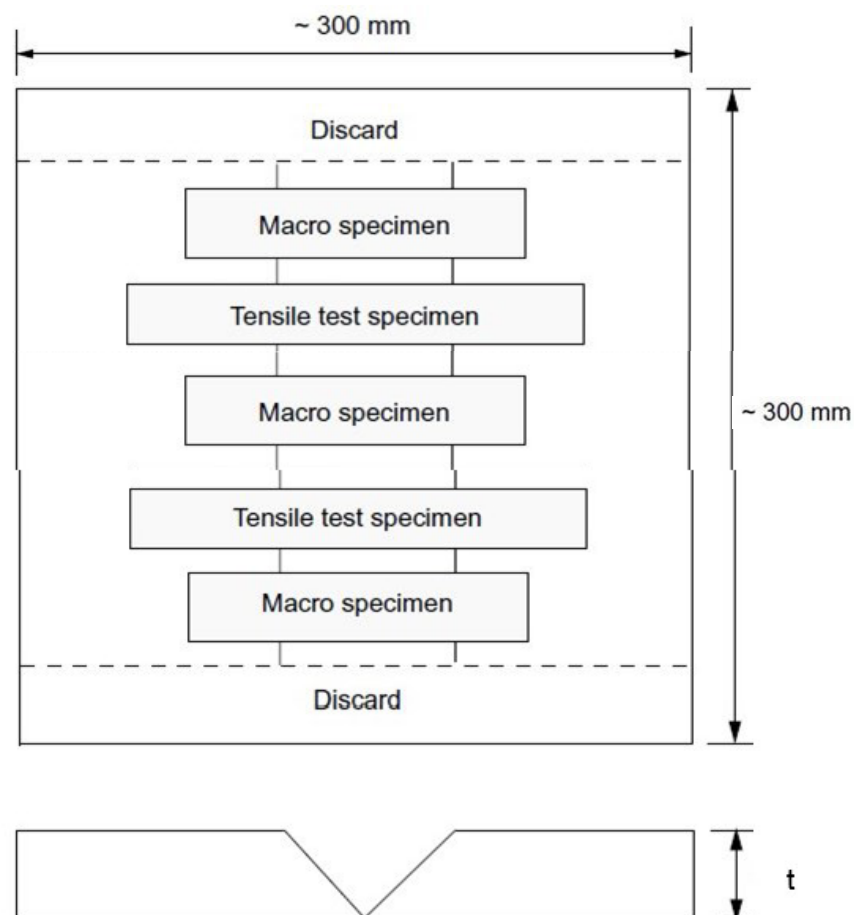 ~ 300 mm
Discard
Macro specimen
Tensile test specimen
Macro specimen
~ 300 mm
Tensile test specimen
Macro specimen
Discard
t